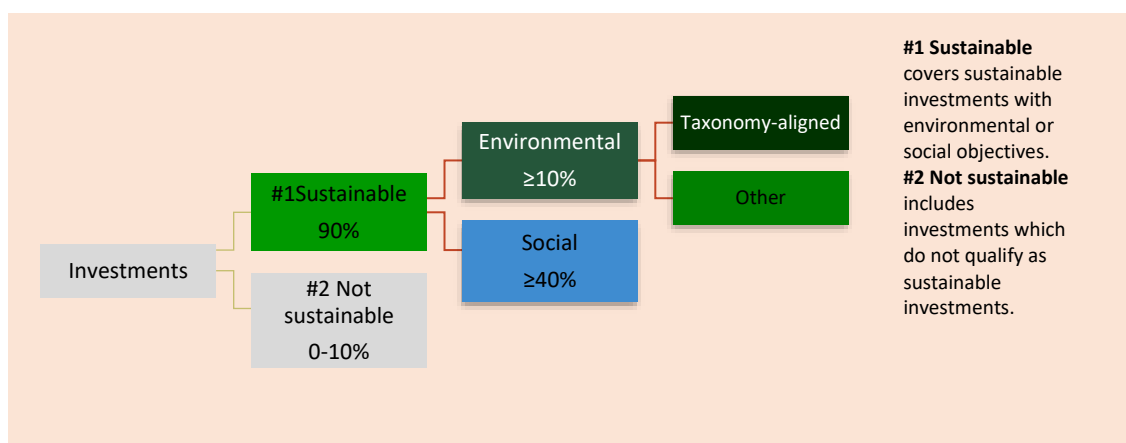 Investments
#1Sustainable
90%
#2 Not
sustainable
0-10%
Environmental
≥10%
Social
≥40%
Taxonomy-aligned
Other
#1 Sustainable
covers sustainable
investments with
environmental or
social objectives.
#2 Not sustainable
includes
investments which
do not qualify as
sustainable
investments.